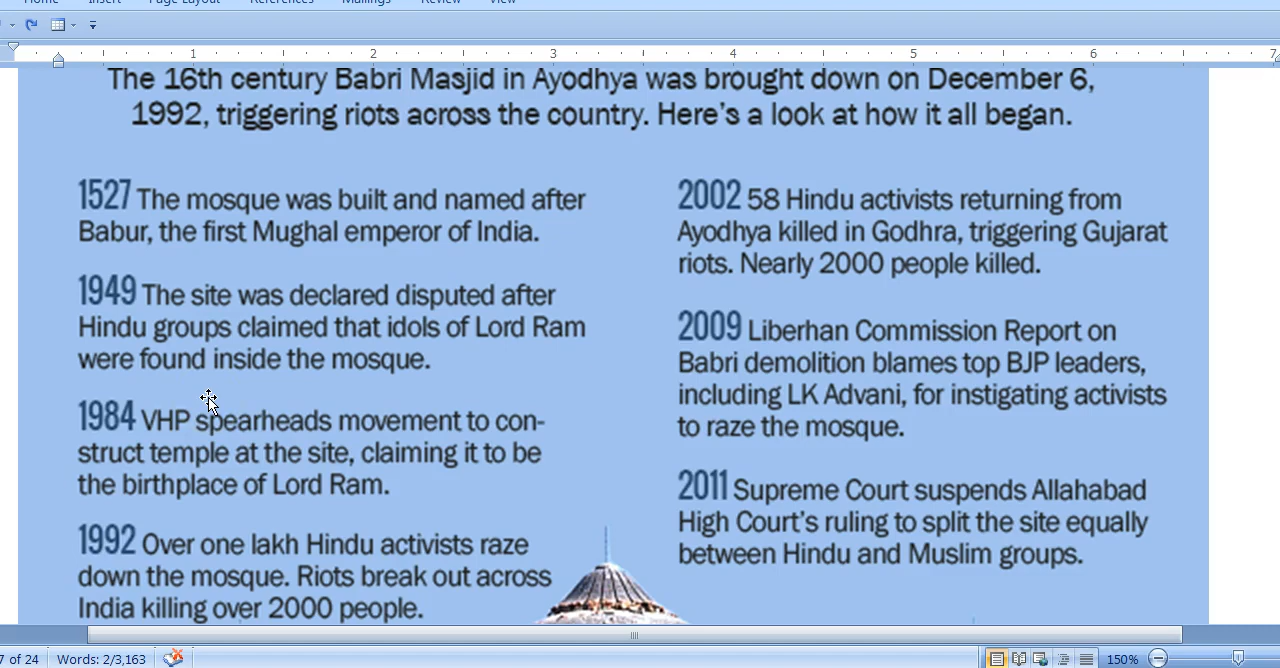 Home Insert Page Layout References Mailings Review View
1 2 3 4 5 6 7
The 16th century Babri Masjid in Ayodhya was brought down on December 6,
1992, triggering riots across the country. Here's a look at how it all began.
1527 The mosque was built and named after
Babur, the first Mughal emperor of India.
1949 The site was declared disputed after
Hindu groups claimed that idols of Lord Ram
were found inside the mosque.
1984 VHP spearheads movement to con-
struct temple at the site, claiming it to be
the birthplace of Lord Ram.
1992 Over one lakh Hindu activists raze
down the mosque. Riots break out across
India killing over 2000 people.
2002 58 Hindu activists returning from
Ayodhya killed in Godhra, triggering Gujarat
riots. Nearly 2000 people killed.
2009 Liberhan Commission Report on
Babri demolition blames top BJP leaders,
including LK Advani, for instigating activists
to raze the mosque.
2011 Supreme Court suspends Allahabad
High Court's ruling to split the site equally
between Hindu and Muslim groups.
7 of 24 Words: 2/3,163 150%